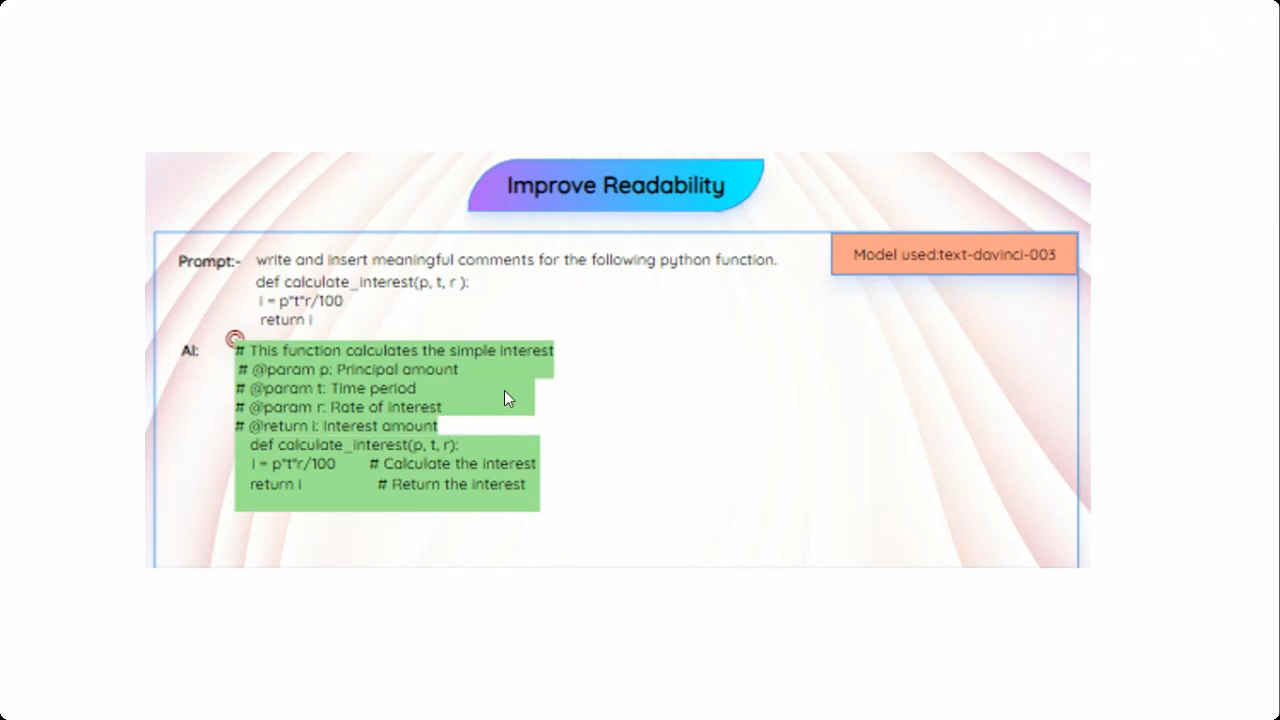 Improve Readability
Model used:text-davinci-003
Prompt:- write and insert meaningful comments for the following python function.
def calculate_interest(p, t, r ):
i = p*t*r/100
return i
AI:
# This function calculates the simple interest
# @param p: Principal amount
# @param t: Time period
# @param r: Rate of interest
# @return i: Interest amount
def calculate_interest(p, t, r):
i = p*t*r/100 # Calculate the interest
return i # Return the interest